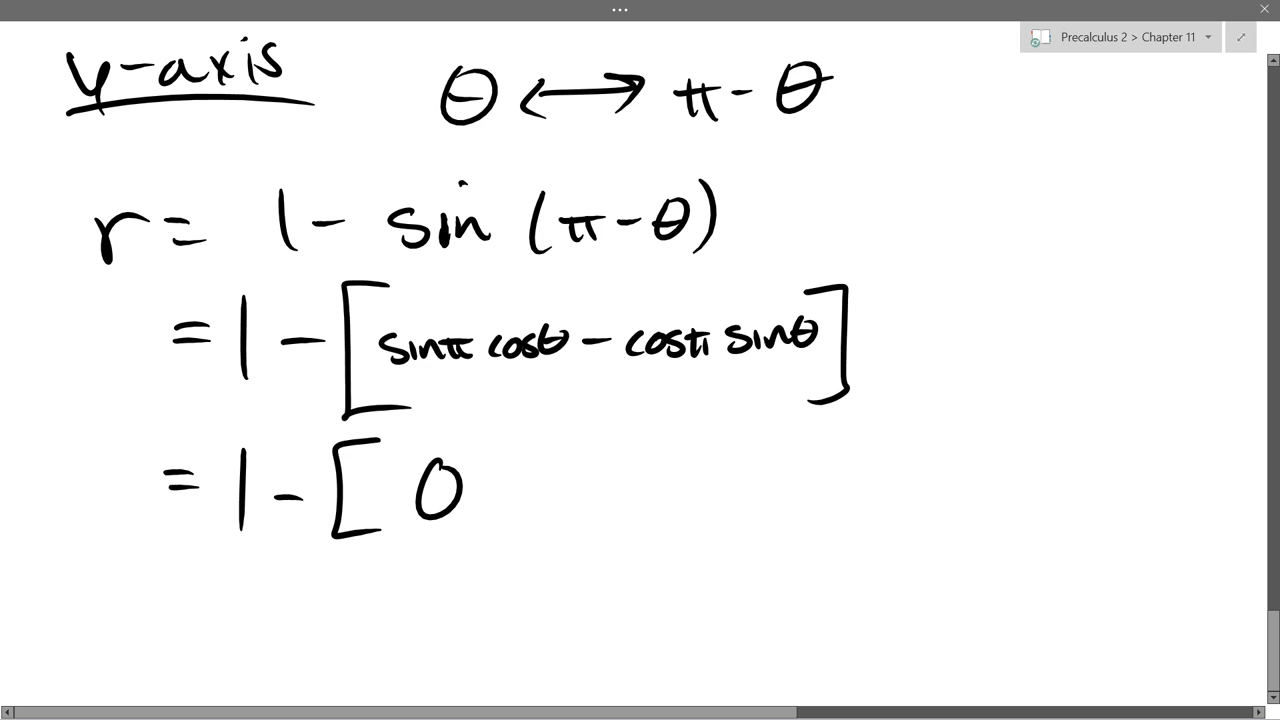 ...
Precalculus 2 > Chapter 11
y-axis θ ⟷ π - θ
r = 1 - sin (π - θ)
= 1 - [sinπ cosθ - cosπ sinθ]
= 1 - [ 0